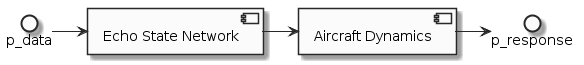 p_data
Echo State Network
Aircraft Dynamics
p_response